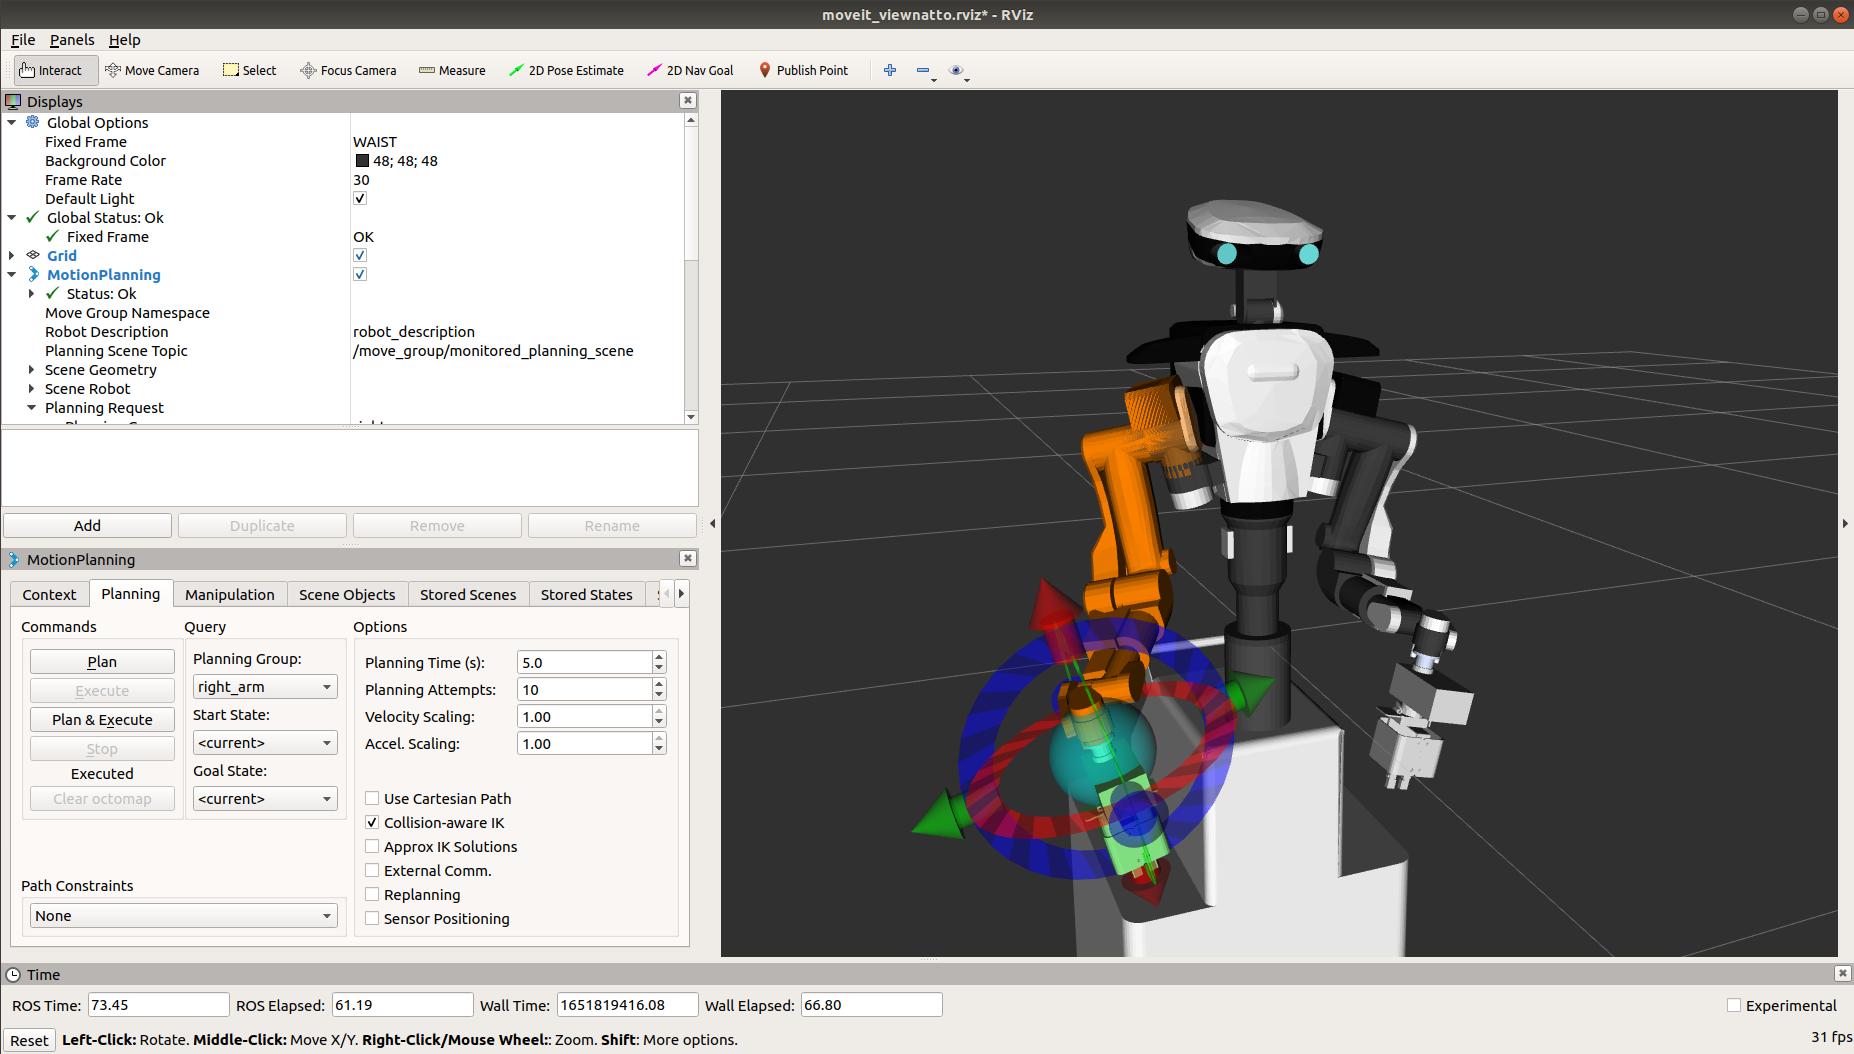 moveit_viewnatto.rviz* - RViz
File Panels Help
Interact Move Camera Select Focus Camera Measure 2D Pose Estimate 2D Nav Goal Publish Point
Displays
Global Options
Fixed Frame WAIST
Background Color 48; 48; 48
Frame Rate 30
Default Light
Global Status: Ok
Fixed Frame OK
Grid
MotionPlanning
Status: Ok
Move Group Namespace
Robot Description robot_description
Planning Scene Topic /move_group/monitored_planning_scene
Scene Geometry
Scene Robot
Planning Request
Add Duplicate Remove Rename
MotionPlanning
Context Planning Manipulation Scene Objects Stored Scenes Stored States
Commands Query Options
Plan
Execute
Plan & Execute
Stop
Executed
Clear octomap
Planning Group:
right_arm
Start State:
<current>
Goal State:
<current>
Planning Time (s): 5.0
Planning Attempts: 10
Velocity Scaling: 1.00
Accel. Scaling: 1.00
Use Cartesian Path
Collision-aware IK
Approx IK Solutions
External Comm.
Replanning
Sensor Positioning
Path Constraints
None
Time
ROS Time: 73.45 ROS Elapsed: 61.19 Wall Time: 1651819416.08 Wall Elapsed: 66.80 Experimental
Reset Left-Click: Rotate. Middle-Click: Move X/Y. Right-Click/Mouse Wheel:: Zoom. Shift: More options. 31 fps